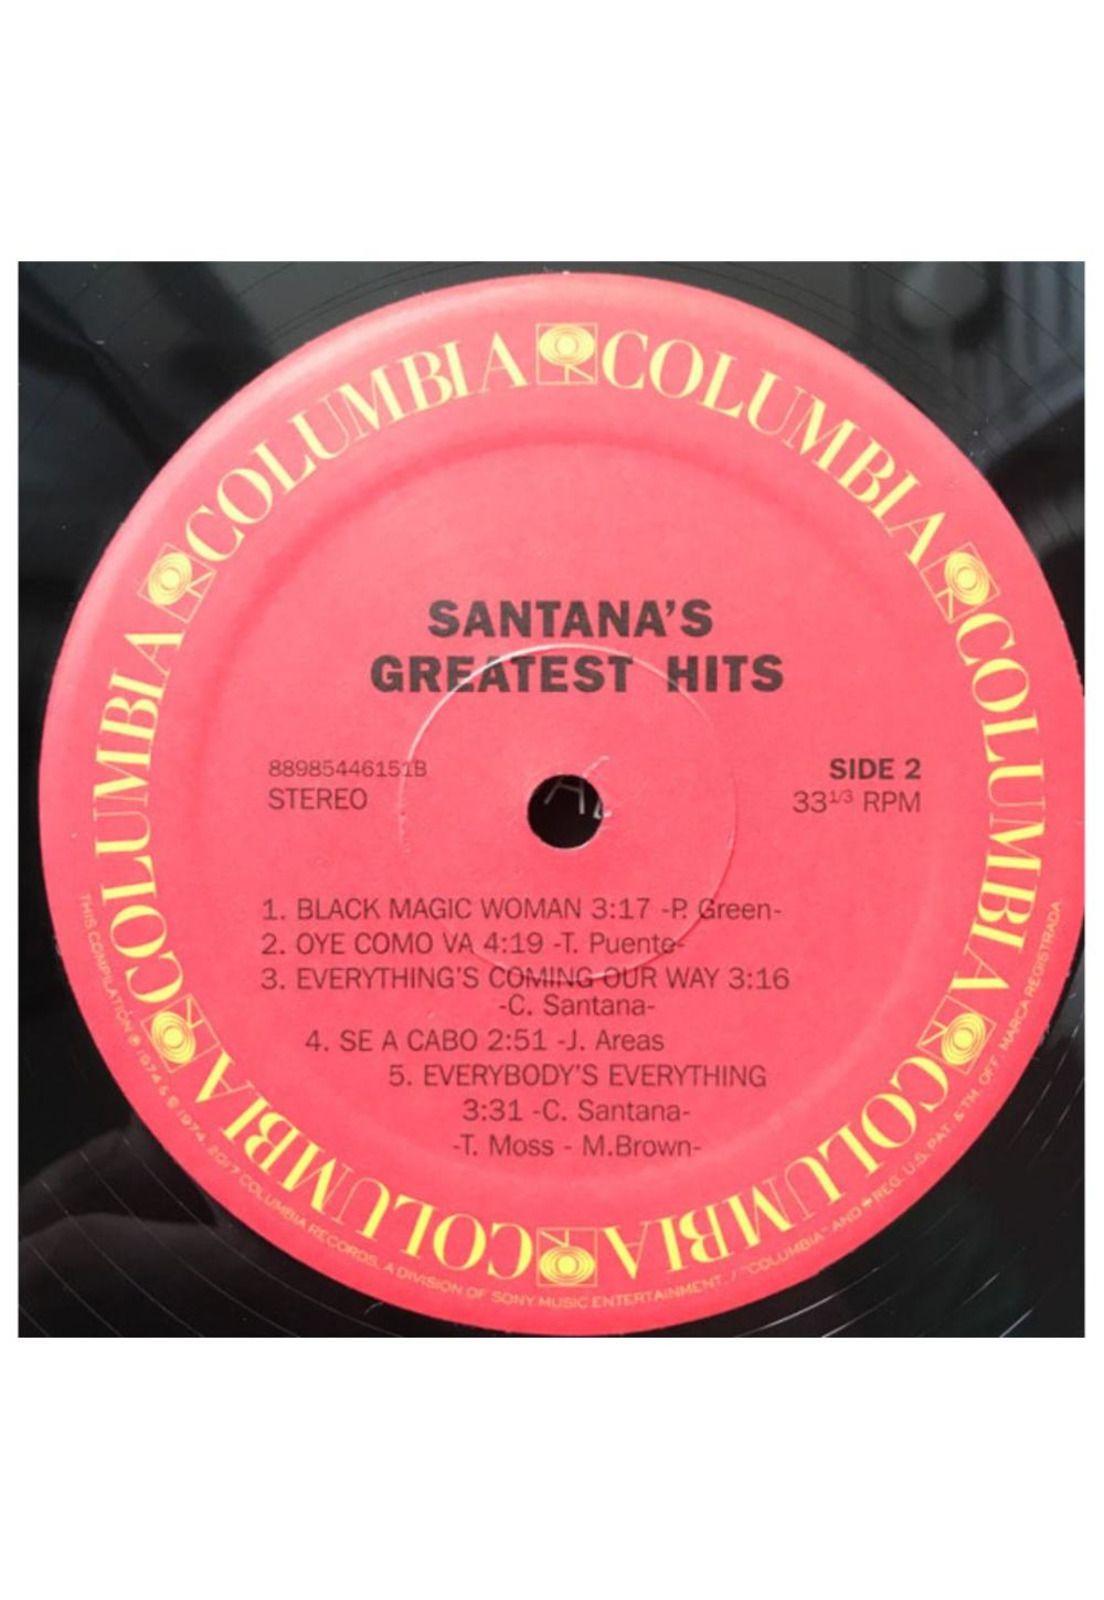 COLUMBIA COLUMBIA COLUMBIA COLUMBIA COLUMBIA COLUMBIA
SANTANA'S
GREATEST HITS
88985446151B
STEREO
SIDE 2
33 1/3 RPM
1. BLACK MAGIC WOMAN 3:17 -P. Green-
2. OYE COMO VA 4:19 -T. Puente-
3. EVERYTHING'S COMING OUR WAY 3:16
-C. Santana-
4. SE A CABO 2:51 -J. Areas
5. EVERYBODY'S EVERYTHING
3:31 -C. Santana-
-T. Moss - M.Brown-
THIS COMPILATION ℗ 1974 & © 1974, 2017 COLUMBIA RECORDS, A DIVISION OF SONY MUSIC ENTERTAINMENT. / "COLUMBIA" AND REG. U.S. PAT. & TM. OFF. MARCA REGISTRADA